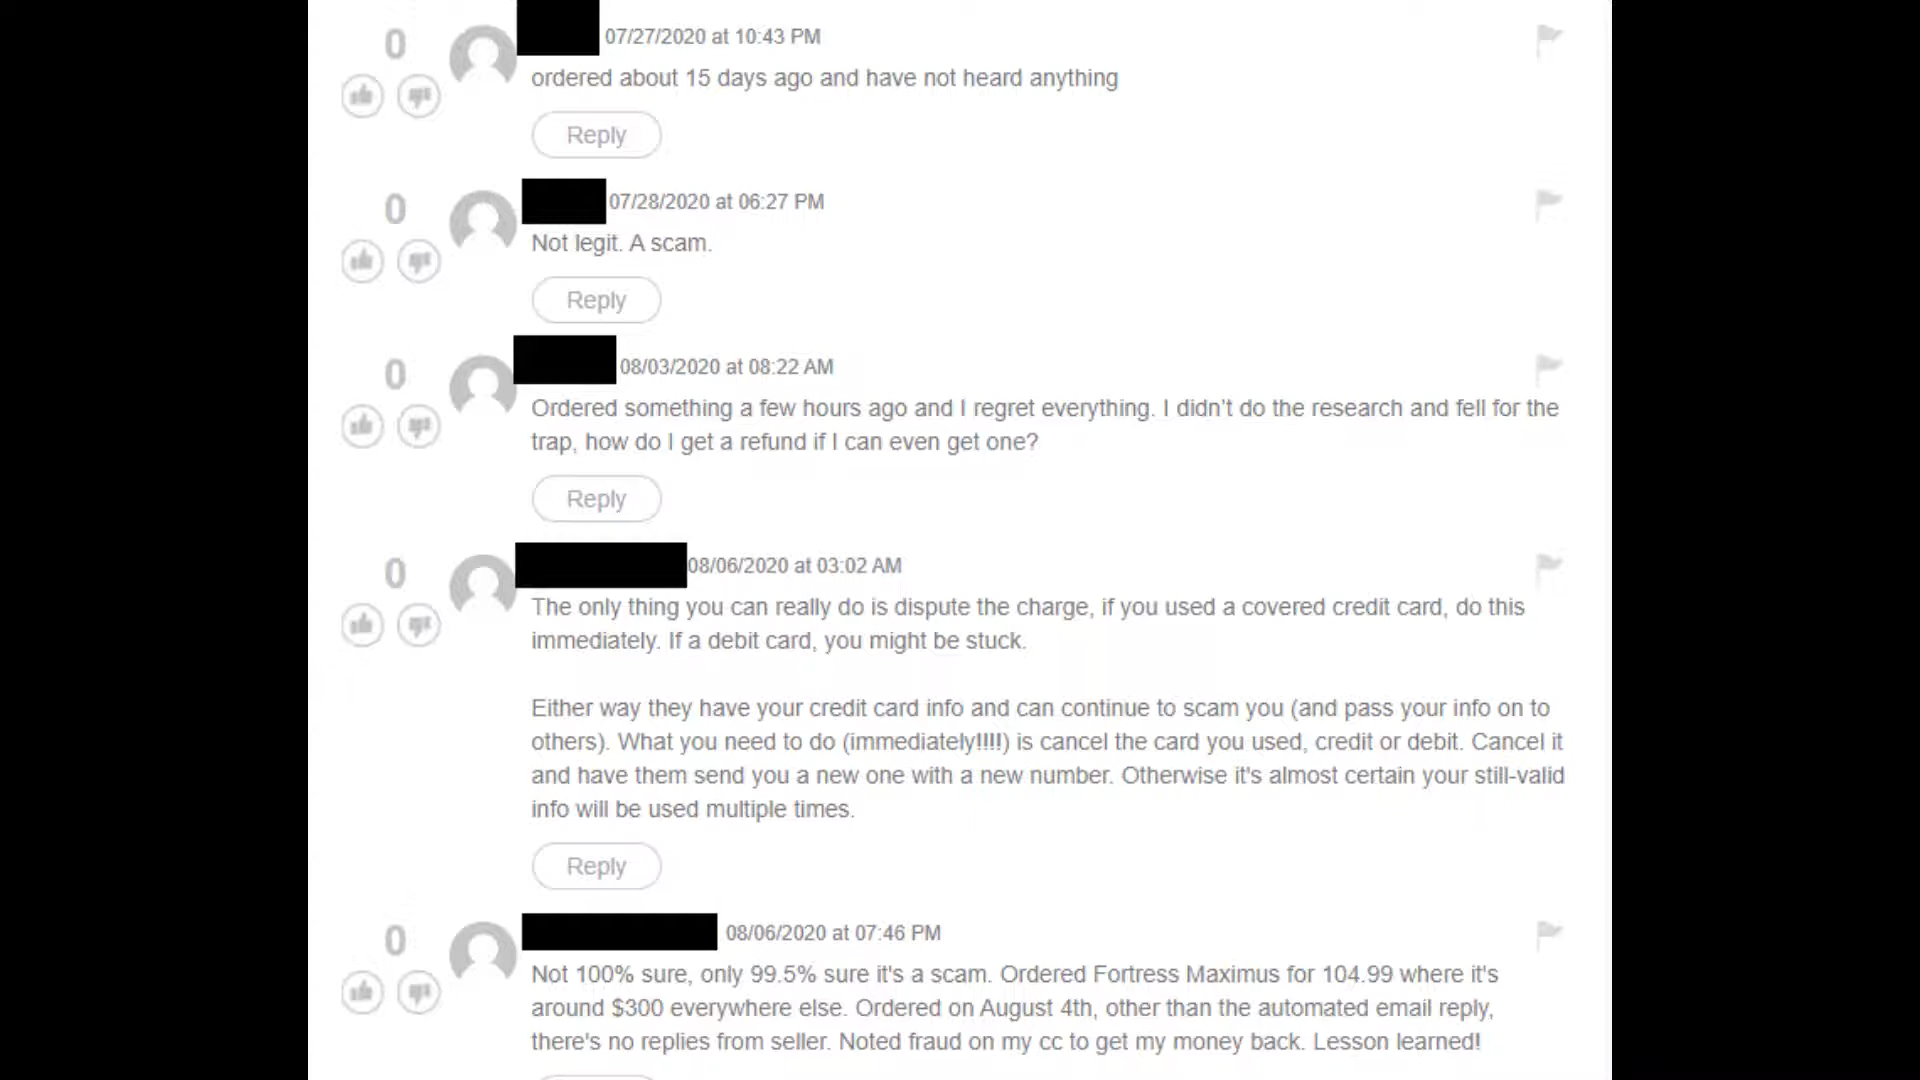 0
07/27/2020 at 10:43 PM
ordered about 15 days ago and have not heard anything
Reply
0
07/28/2020 at 06:27 PM
Not legit. A scam.
Reply
0
08/03/2020 at 08:22 AM
Ordered something a few hours ago and I regret everything. I didn't do the research and fell for the
trap, how do I get a refund if I can even get one?
Reply
0
08/06/2020 at 03:02 AM
The only thing you can really do is dispute the charge, if you used a covered credit card, do this
immediately. If a debit card, you might be stuck.
Either way they have your credit card info and can continue to scam you (and pass your info on to
others). What you need to do (immediately!!!!) is cancel the card you used, credit or debit. Cancel it
and have them send you a new one with a new number. Otherwise it's almost certain your still-valid
info will be used multiple times.
Reply
0
08/06/2020 at 07:46 PM
Not 100% sure, only 99.5% sure it's a scam. Ordered Fortress Maximus for 104.99 where it's
around $300 everywhere else. Ordered on August 4th, other than the automated email reply,
there's no replies from seller. Noted fraud on my cc to get my money back. Lesson learned!